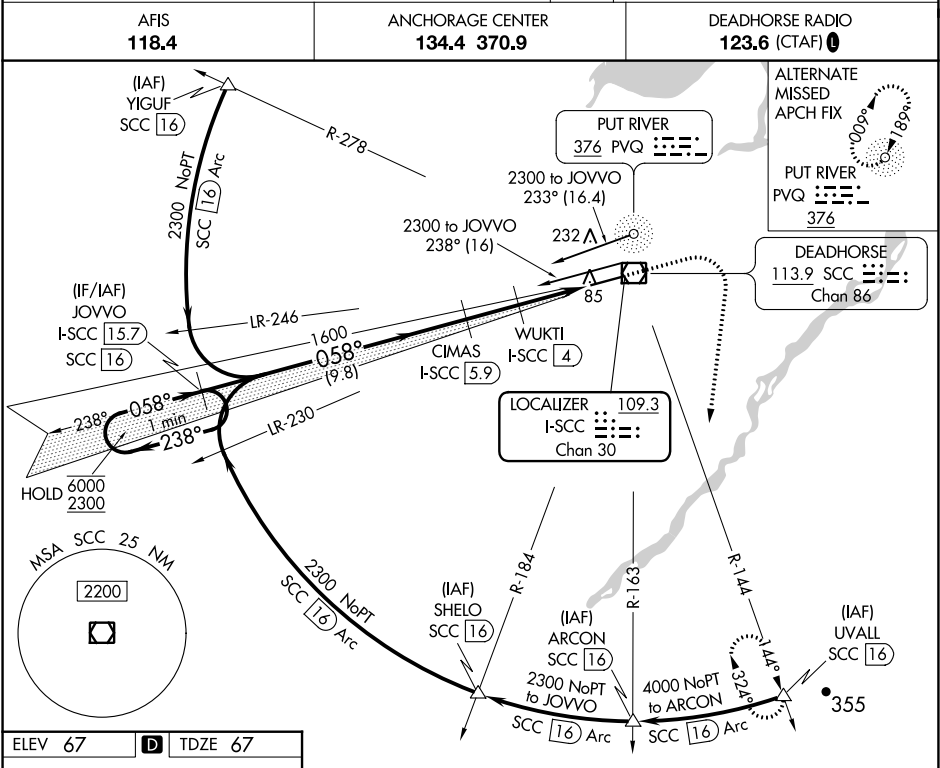 AFIS
118.4
ANCHORAGE CENTER
134.4 370.9
DEADHORSE RADIO
123.6 (CTAF) L
(IAF)
YIGUF
SCC 16
R-278
2300 NoPT
SCC 16 Arc
PUT RIVER
376 PVQ
2300 to JOVVO
233° (16.4)
2300 to JOVVO
238° (16)
232
85
ALTERNATE
MISSED
APCH FIX
009°
189°
PUT RIVER
PVQ
376
DEADHORSE
113.9 SCC
Chan 86
(IF/IAF)
JOVVO
I-SCC 15.7
SCC 16
LR-246
1600
058°
(9.8)
CIMAS
I-SCC 5.9
WUKTI
I-SCC 4
238°
058°
1 min
238°
LR-230
HOLD 6000
2300
LOCALIZER 109.3
I-SCC
Chan 30
MSA SCC 25 NM
2200
2300 NoPT
SCC 16 Arc
R-184
R-163
R-144
(IAF)
SHELO
SCC 16
(IAF)
ARCON
SCC 16
(IAF)
UVALL
SCC 16
2300 NoPT
to JOVVO
SCC 16 Arc
4000 NoPT
to ARCON
SCC 16 Arc
144°
324°
355
ELEV 67 D TDZE 67